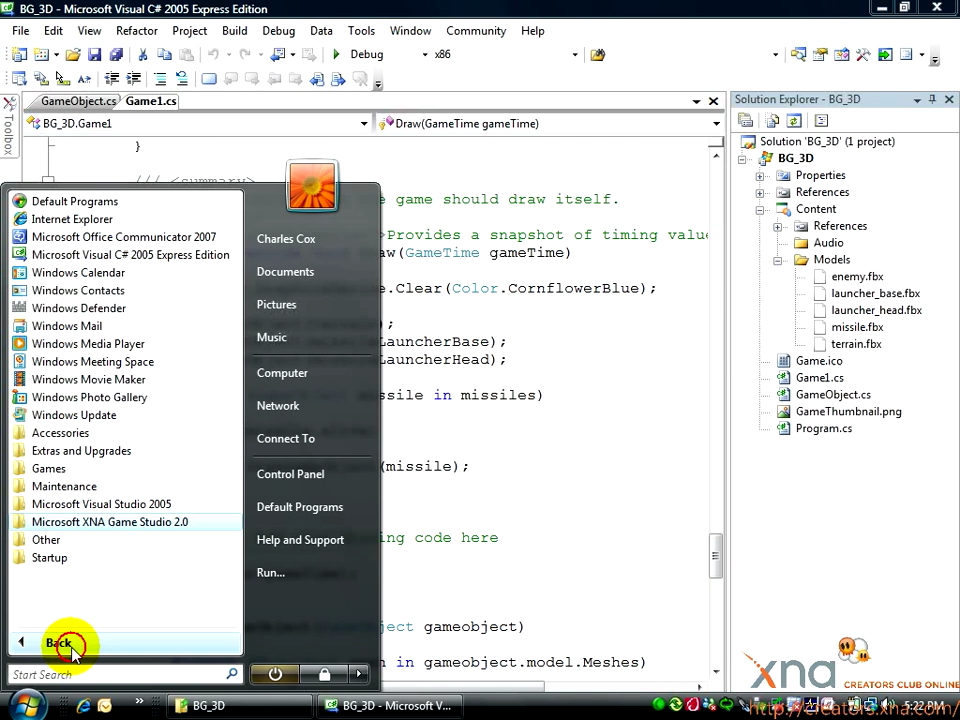 BG_3D - Microsoft Visual C# 2005 Express Edition
File Edit View Refactor Project Build Debug Data Tools Window Community Help
Debug x86
GameObject.cs Game1.cs
Toolbox
BG_3D.Game1 Draw(GameTime gameTime)
}
/// <summary>
e game should draw itself.
>Provides a snapshot of timing value
aw(GameTime gameTime)
.Clear(Color.CornflowerBlue);
);
LauncherBase);
LauncherHead);
issile in missiles)
(missile);
ing code here
ject gameobject)
in gameobject.model.Meshes)
Default Programs
Internet Explorer
Microsoft Office Communicator 2007
Microsoft Visual C# 2005 Express Edition
Windows Calendar
Windows Contacts
Windows Defender
Windows Mail
Windows Media Player
Windows Meeting Space
Windows Movie Maker
Windows Photo Gallery
Windows Update
Accessories
Extras and Upgrades
Games
Maintenance
Microsoft Visual Studio 2005
Microsoft XNA Game Studio 2.0
Other
Startup
Back
Start Search
Charles Cox
Documents
Pictures
Music
Computer
Network
Connect To
Control Panel
Default Programs
Help and Support
Run...
Solution Explorer - BG_3D
Solution 'BG_3D' (1 project)
BG_3D
Properties
References
Content
References
Audio
Models
enemy.fbx
launcher_base.fbx
launcher_head.fbx
missile.fbx
terrain.fbx
Game.ico
Game1.cs
GameObject.cs
GameThumbnail.png
Program.cs
xna
CREATORS CLUB ONLINE
http://creators.xna.com/
BG_3D
BG_3D - Microsoft V...
5:22 PM